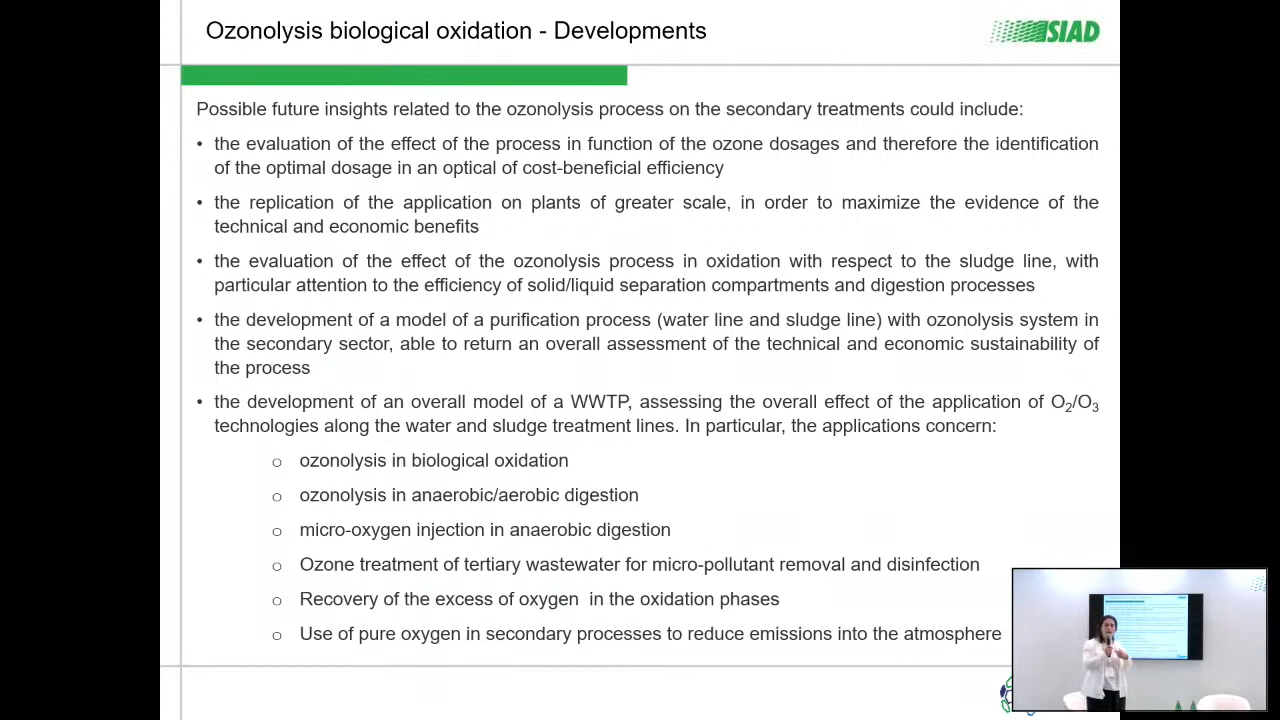 Ozonolysis biological oxidation - Developments
SIAD
Possible future insights related to the ozonolysis process on the secondary treatments could include:
• the evaluation of the effect of the process in function of the ozone dosages and therefore the identification
of the optimal dosage in an optical of cost-beneficial efficiency
• the replication of the application on plants of greater scale, in order to maximize the evidence of the
technical and economic benefits
• the evaluation of the effect of the ozonolysis process in oxidation with respect to the sludge line, with
particular attention to the efficiency of solid/liquid separation compartments and digestion processes
• the development of a model of a purification process (water line and sludge line) with ozonolysis system in
the secondary sector, able to return an overall assessment of the technical and economic sustainability of
the process
• the development of an overall model of a WWTP, assessing the overall effect of the application of O₂/O₃
technologies along the water and sludge treatment lines. In particular, the applications concern:
o ozonolysis in biological oxidation
o ozonolysis in anaerobic/aerobic digestion
o micro-oxygen injection in anaerobic digestion
o Ozone treatment of tertiary wastewater for micro-pollutant removal and disinfection
o Recovery of the excess of oxygen  in the oxidation phases
o Use of pure oxygen in secondary processes to reduce emissions into the atmosphere